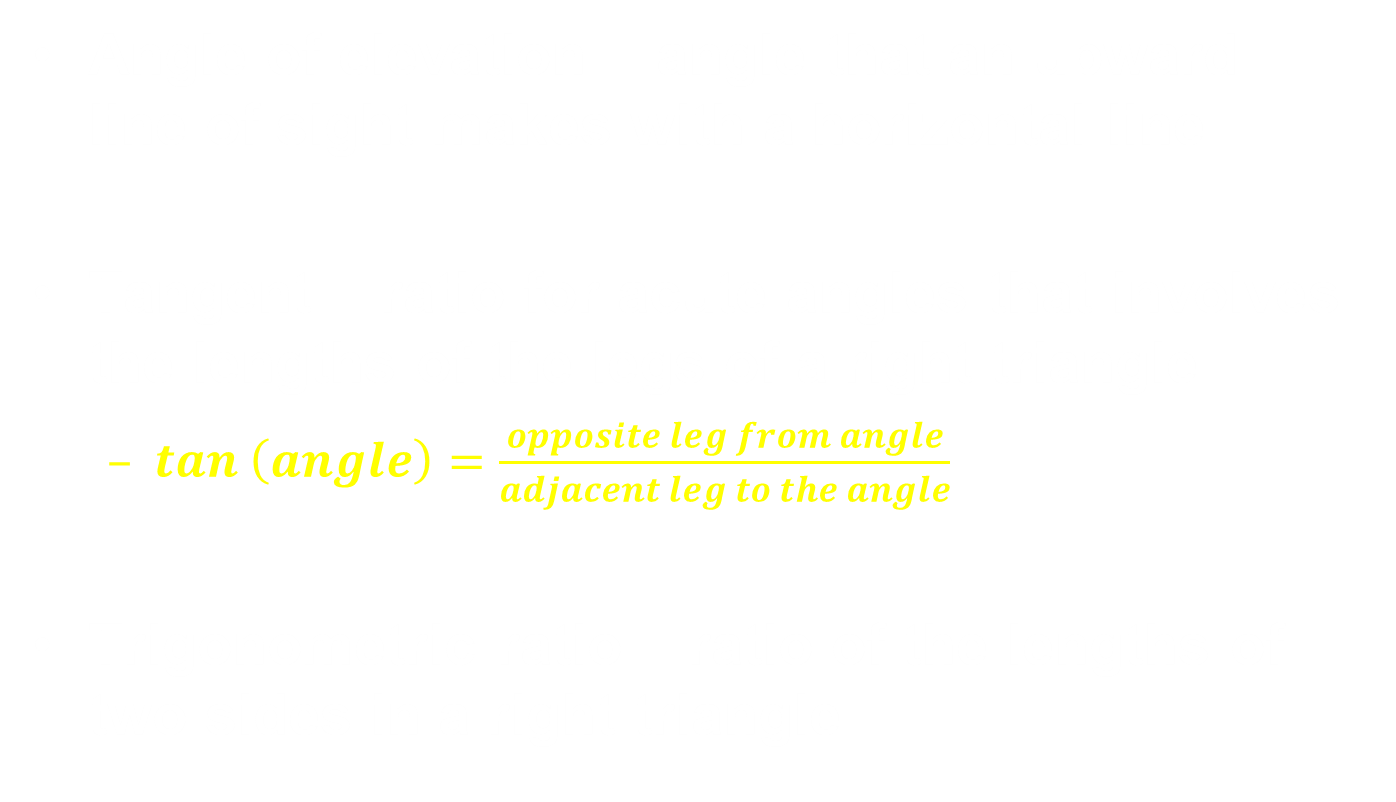 – tan (angle) = opposite leg from angle / adjacent leg to the angle